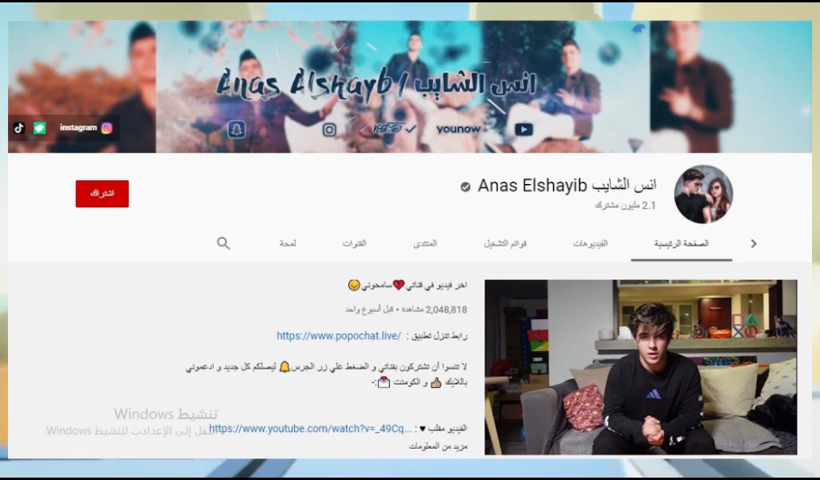 Anas Alshayb / انس الشايب
instagram
younow
انس الشايب Anas Elshayib
2.1 مليون مشترك
اشتراك
الصفحة الرئيسية
الفيديوهات
قوائم التشغيل
المنتدى
القنوات
لمحة
اخر فيديو في قناتي💔سامحوني😔
2,048,818 مشاهدة • قبل أسبوع واحد
رابط تنزل تطبيق : https://www.popochat.live/
لا تنسوا أن تشتركون بقناتي و الضغط علي زر الجرس🔔 ليصلكم كل جديد و ادعموني
باللايك 👍 و الكومنت 💌:-
الفيديو مقلب ♥ : https://www.youtube.com/watch?v=_49Cq...
مزيد من المعلومات
تنشيط Windows
انتقل إلى الإعدادات لتنشيط Windows.